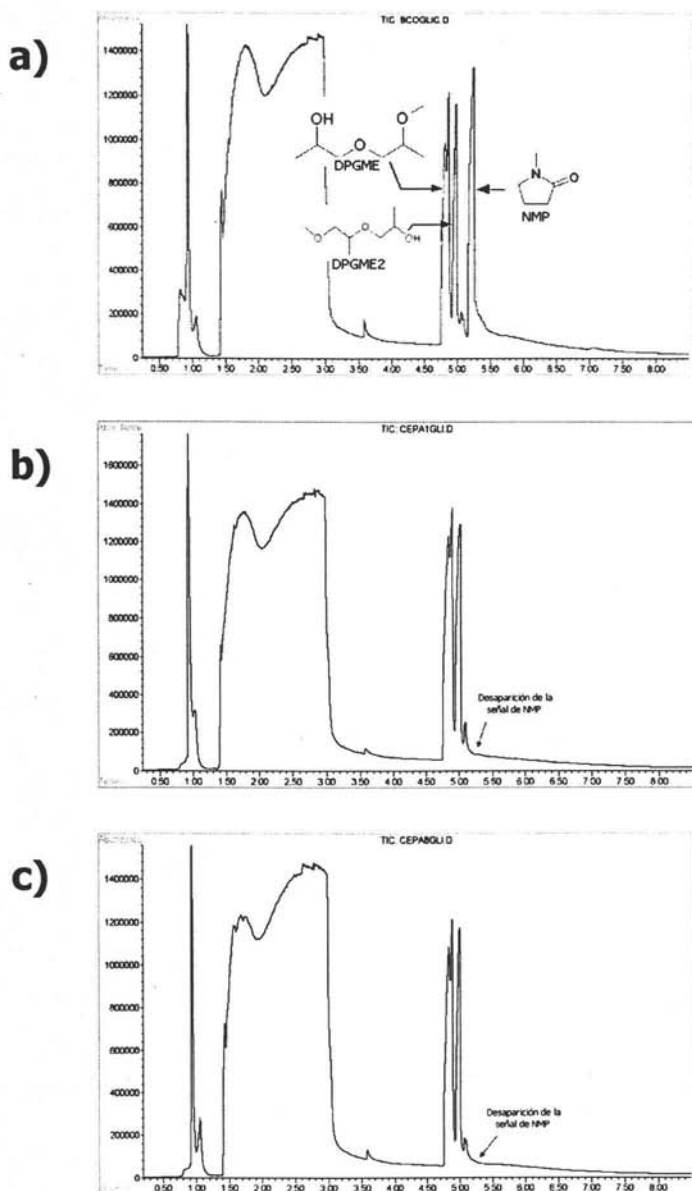 a)
TIC: BCOGLIC.D
1400000
1200000
1000000
800000
600000
400000
200000
0
OH
O
O
DPGME
O
O
OH
DPGME2
N
O
NMP
0.50 1.00 1.50 2.00 2.50 3.00 3.50 4.00 4.50 5.00 5.50 6.00 6.50 7.00 7.50 8.00
b)
TIC: CEPA1GLI.D
1600000
1400000
1200000
1000000
800000
600000
400000
200000
0
Desaparición de la
señal de NMP
0.50 1.00 1.50 2.00 2.50 3.00 3.50 4.00 4.50 5.00 5.50 6.00 6.50 7.00 7.50 8.00
c)
TIC: CEPA8GLI.D
1400000
1200000
1000000
800000
600000
400000
200000
0
Desaparición de la
señal de NMP
0.50 1.00 1.50 2.00 2.50 3.00 3.50 4.00 4.50 5.00 5.50 6.00 6.50 7.00 7.50 8.00